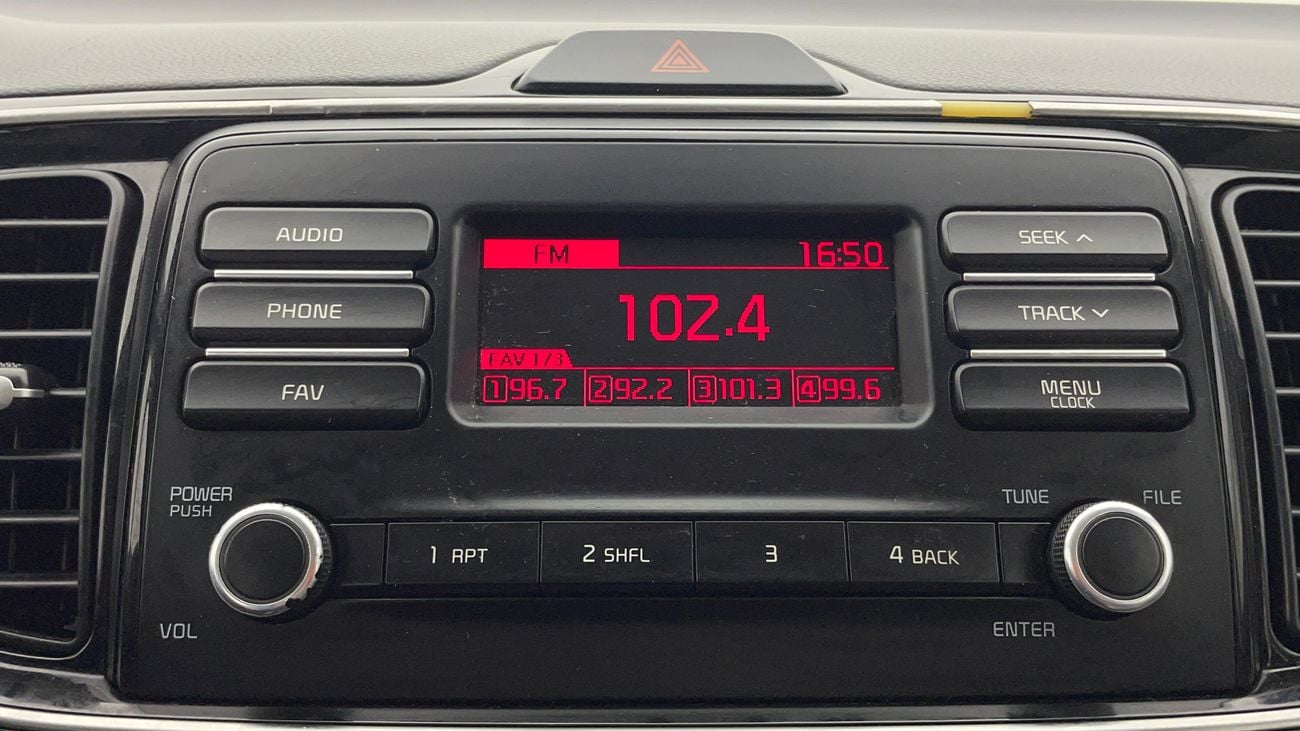 AUDIO
PHONE
FAV
FM 16:50
102.4
FAV 1/3
1 96.7 2 92.2 3 101.3 4 99.6
SEEK
TRACK
MENU
CLOCK
POWER
PUSH
VOL
1 RPT 2 SHFL 3 4 BACK
TUNE FILE
ENTER